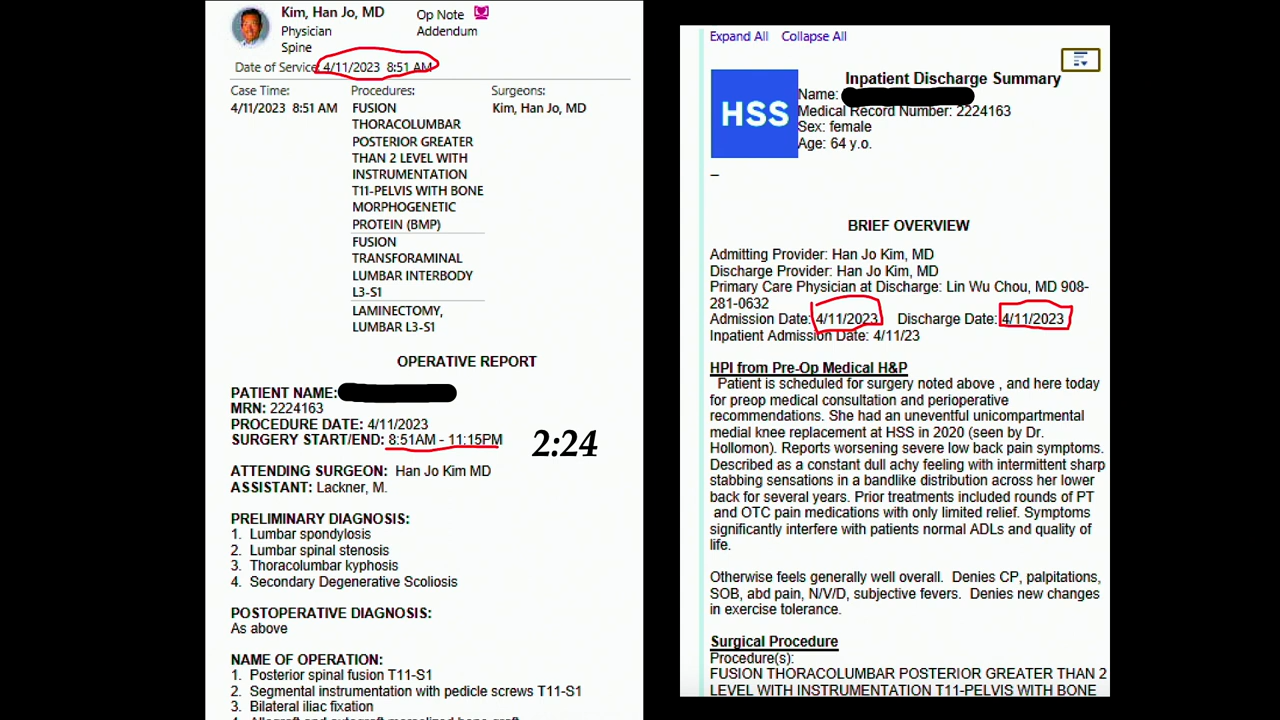 Kim, Han Jo, MD
Op Note
Physician
Addendum
Spine
Date of Service: 4/11/2023 8:51 AM
Case Time:
Procedures:
Surgeons:
4/11/2023 8:51 AM
FUSION
Kim, Han Jo, MD
THORACOLUMBAR
POSTERIOR GREATER
THAN 2 LEVEL WITH
INSTRUMENTATION
T11-PELVIS WITH BONE
MORPHOGENETIC
PROTEIN (BMP)
FUSION
TRANSFORAMINAL
LUMBAR INTERBODY
L3-S1
LAMINECTOMY,
LUMBAR L3-S1
OPERATIVE REPORT
PATIENT NAME:
MRN: 2224163
PROCEDURE DATE: 4/11/2023
SURGERY START/END: 8:51AM - 11:15PM
2:24
ATTENDING SURGEON: Han Jo Kim MD
ASSISTANT: Lackner, M.
PRELIMINARY DIAGNOSIS:
1. Lumbar spondylosis
2. Lumbar spinal stenosis
3. Thoracolumbar kyphosis
4. Secondary Degenerative Scoliosis
POSTOPERATIVE DIAGNOSIS:
As above
NAME OF OPERATION:
1. Posterior spinal fusion T11-S1
2. Segmental instrumentation with pedicle screws T11-S1
3. Bilateral iliac fixation
4. Allograft and autograft morselized bone graft
Expand All Collapse All
HSS
Inpatient Discharge Summary
Name:
Medical Record Number: 2224163
Sex: female
Age: 64 y.o.
–
BRIEF OVERVIEW
Admitting Provider: Han Jo Kim, MD
Discharge Provider: Han Jo Kim, MD
Primary Care Physician at Discharge: Lin Wu Chou, MD 908-
281-0632
Admission Date: 4/11/2023 Discharge Date: 4/11/2023
Inpatient Admission Date: 4/11/23
HPI from Pre-Op Medical H&P
Patient is scheduled for surgery noted above , and here today
for preop medical consultation and perioperative
recommendations. She had an uneventful unicompartmental
medial knee replacement at HSS in 2020 (seen by Dr.
Hollomon). Reports worsening severe low back pain symptoms.
Described as a constant dull achy feeling with intermittent sharp
stabbing sensations in a bandlike distribution across her lower
back for several years. Prior treatments included rounds of PT
and OTC pain medications with only limited relief. Symptoms
significantly interfere with patients normal ADLs and quality of
life.
Otherwise feels generally well overall. Denies CP, palpitations,
SOB, abd pain, N/V/D, subjective fevers. Denies new changes
in exercise tolerance.
Surgical Procedure
Procedure(s):
FUSION THORACOLUMBAR POSTERIOR GREATER THAN 2
LEVEL WITH INSTRUMENTATION T11-PELVIS WITH BONE